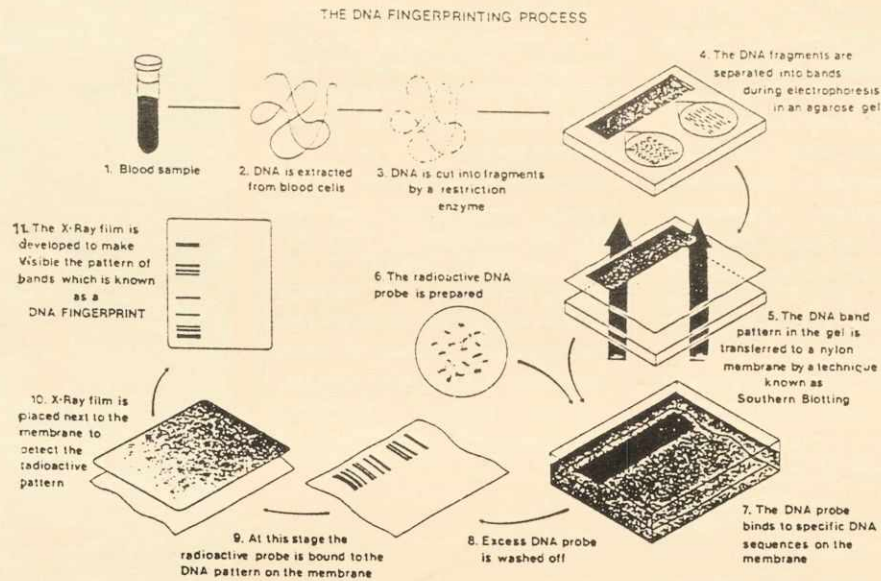 THE DNA FINGERPRINTING PROCESS
1. Blood sample
2. DNA is extracted
from blood cells
3. DNA is cut into fragments
by a restriction
enzyme
4. The DNA fragments are
separated into bands
during electrophoresis
in an agarose gel
5. The DNA band
pattern in the gel is
transferred to a nylon
membrane by a technique
known as
Southern Blotting
6. The radioactive DNA
probe is prepared
7. The DNA probe
binds to specific DNA
sequences on the
membrane
8. Excess DNA probe
is washed off
9. At this stage the
radioactive probe is bound to the
DNA pattern on the membrane
10. X-Ray film is
placed next to the
membrane to
detect the
radioactive
pattern
11. The X-Ray film is
developed to make
Visible the pattern of
bands which is known
as a
DNA FINGERPRINT